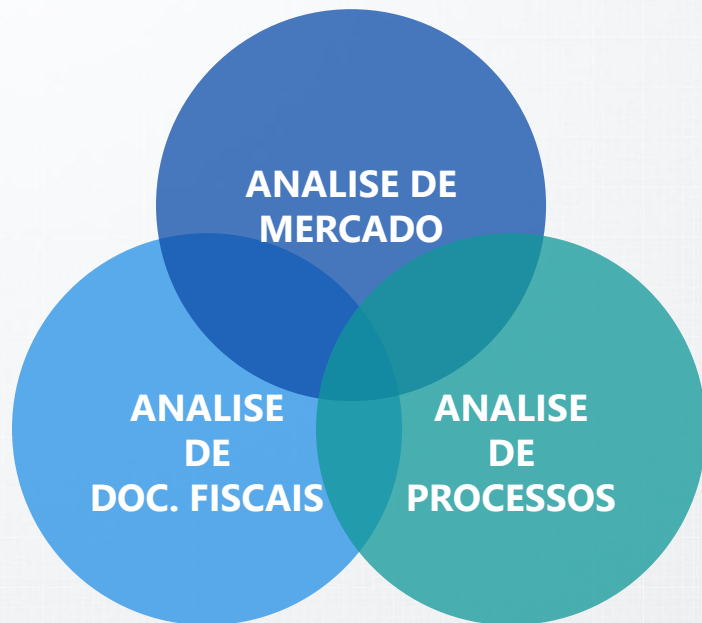 ANALISE DE
MERCADO
ANALISE
DE
DOC. FISCAIS
ANALISE
DE
PROCESSOS